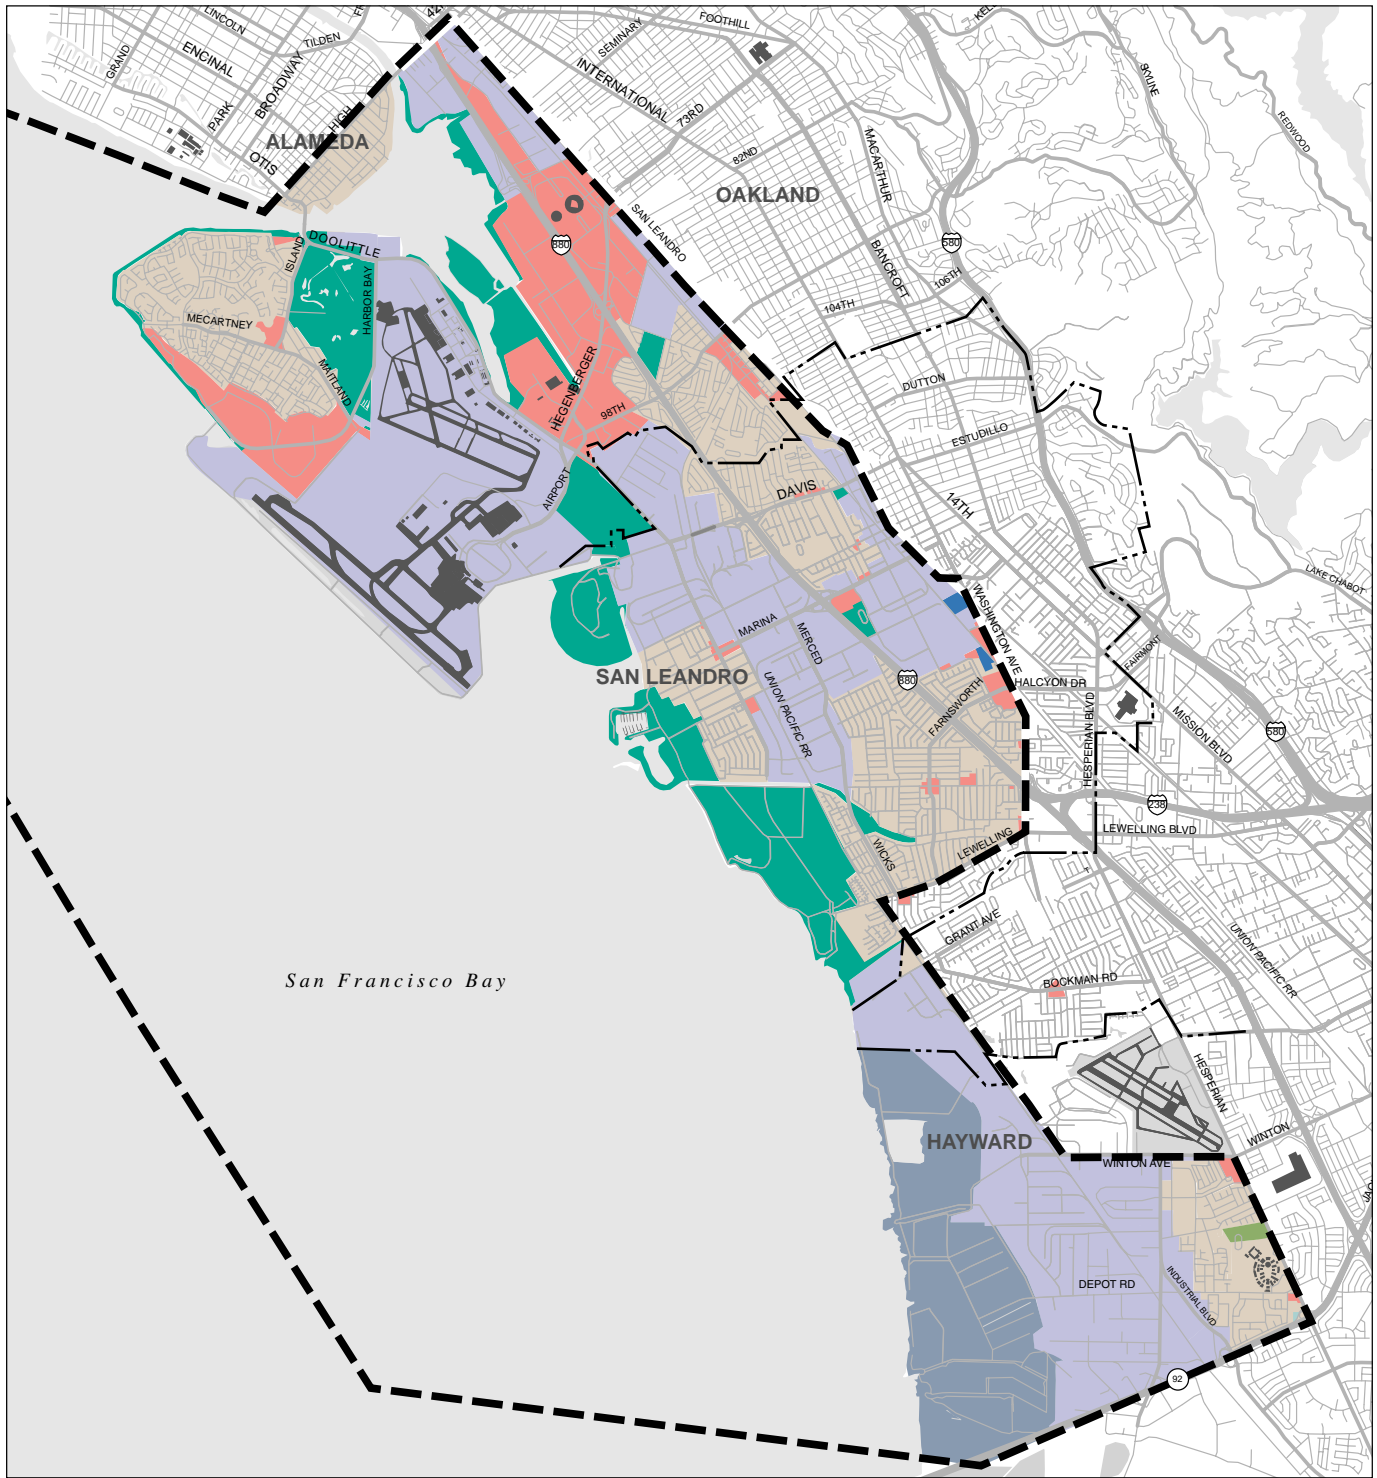 LINCOLN
ENCINAL
GRAND
TILDEN
BROADWAY
PARK
HIGH
ALAMEDA
OTIS
FOOTHILL
SEMINARY
INTERNATIONAL
73RD
82ND
MACARTHUR
SKYLINE
REDWOOD
OAKLAND
SAN LEANDRO
880
580
BANCROFT
106TH
104TH
ISLAND
DOOLITTLE
HARBOR BAY
MECARTNEY
MAITLAND
HEGENBERGER
98TH
AIRPORT
DUTTON
ESTUDILLO
DAVIS
14TH
LAKE CHABOT
WASHINGTON AVE
FAIRMONT
MARINA
MERCED
SAN LEANDRO
880
HALCYON DR
FARNSWORTH
UNION PACIFIC RR
HESPERIAN BLVD
MISSION BLVD
580
238
LEWELLING BLVD
LEWELLING
WICKS
GRANT AVE
UNION PACIFIC RR
BOCKMAN RD
San Francisco Bay
HESPERIAN
WINTON
HAYWARD
WINTON AVE
DEPOT RD
INDUSTRIAL BLVD
92